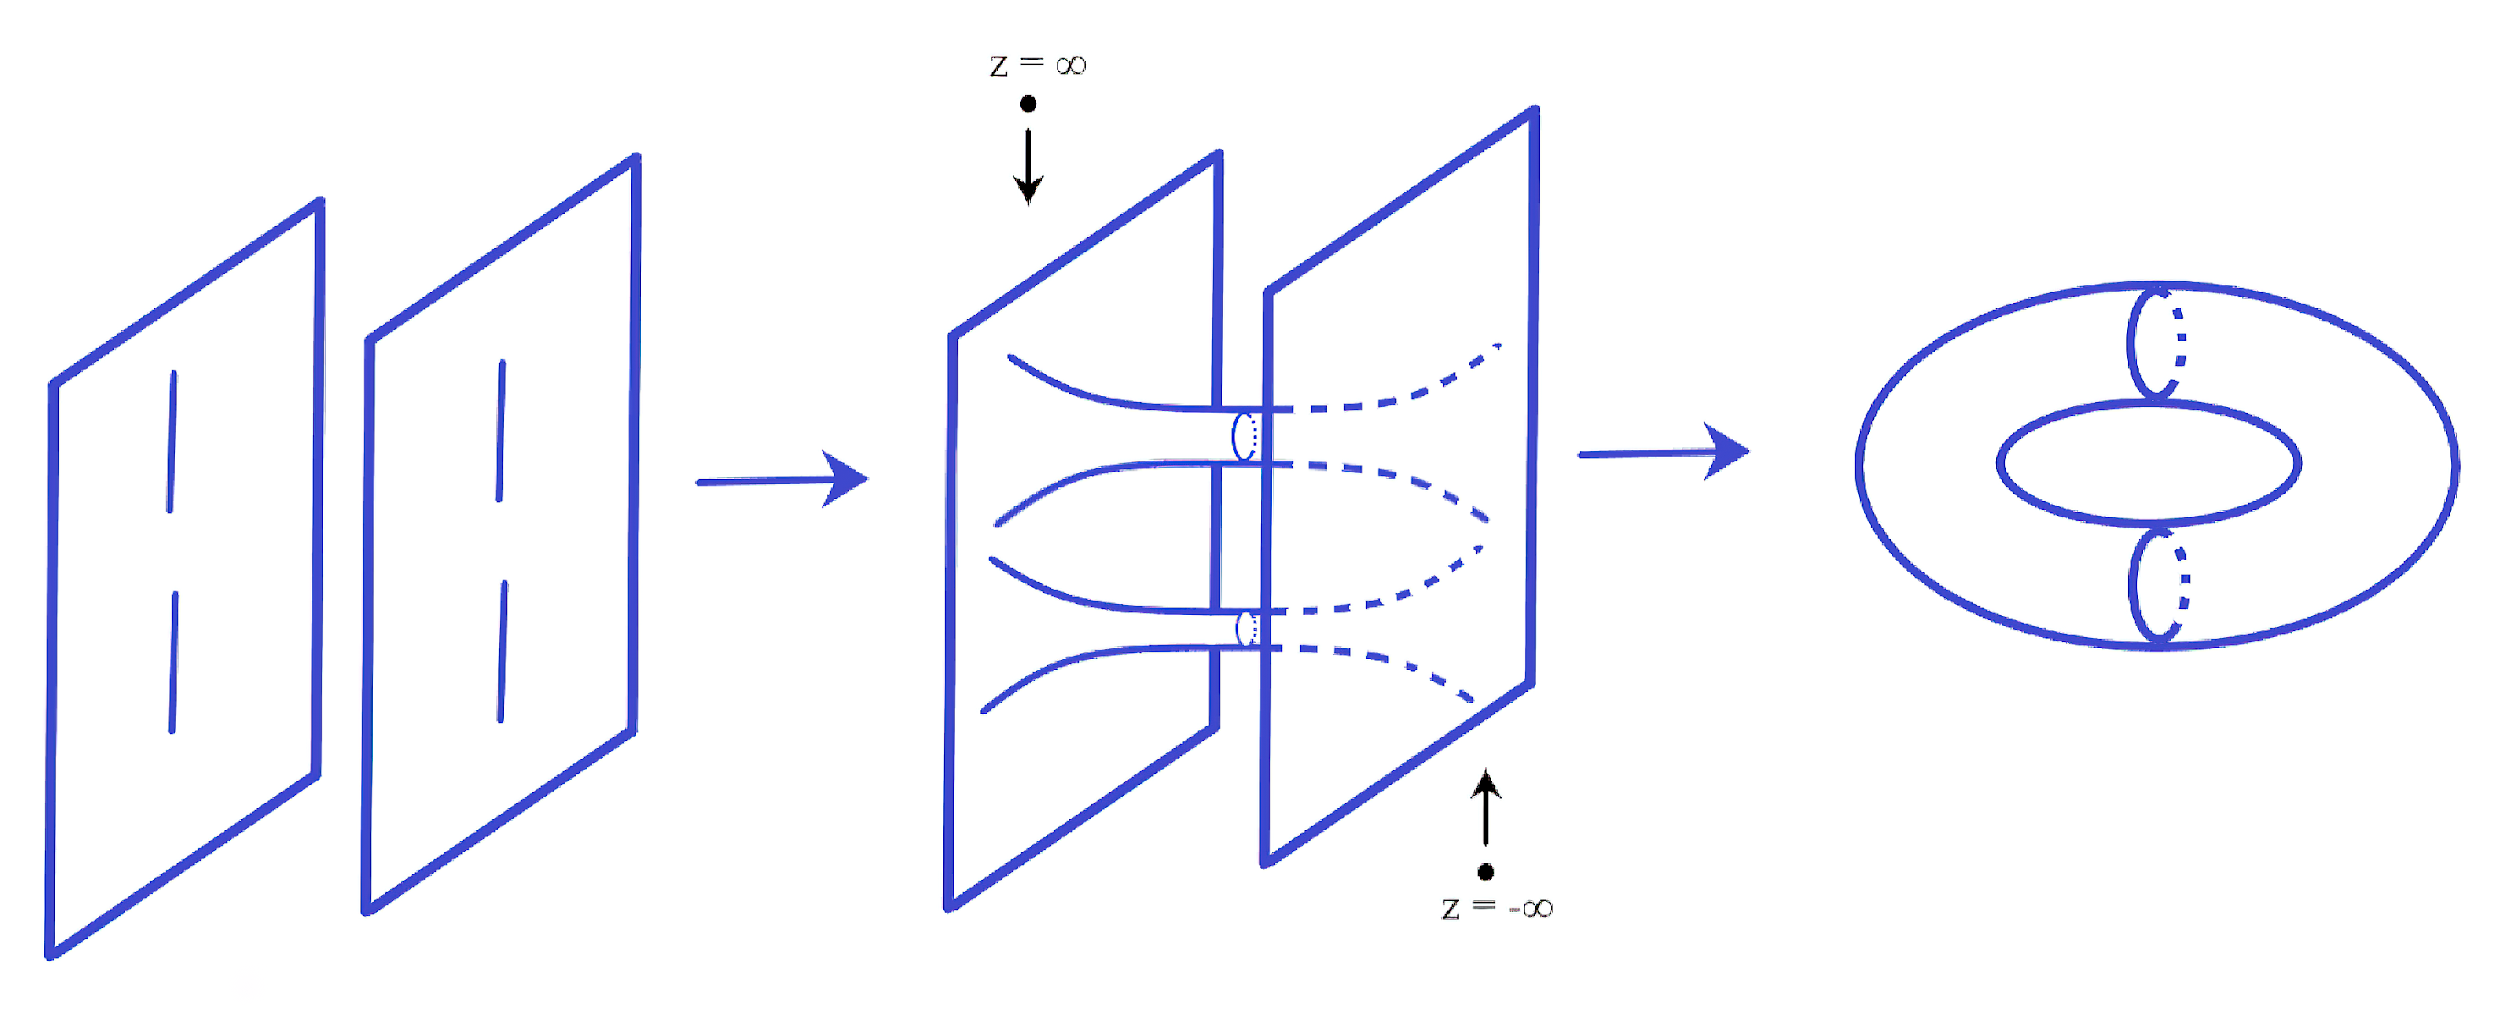 z = ∞
z = -∞